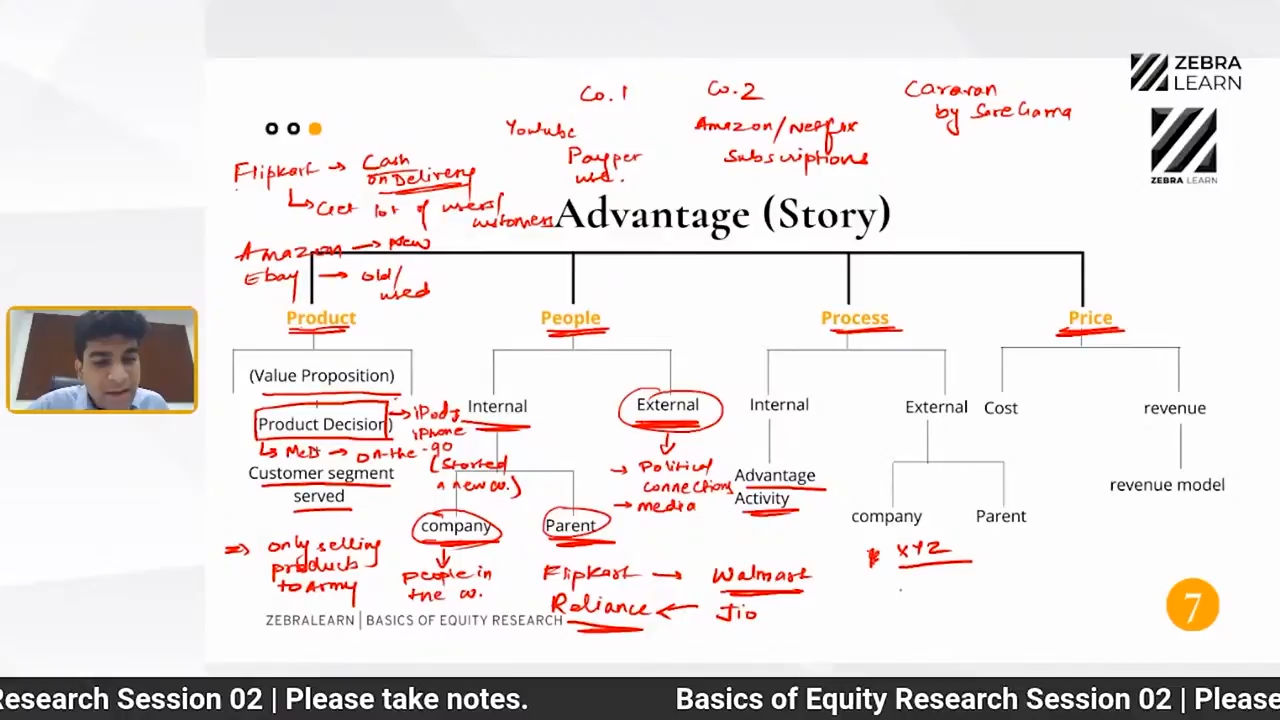 ZEBRA
LEARN
ZEBRA LEARN
Co.1
Co.2
Caravan
by SareGama
Youtube
Pay per
use.
Amazon/Netflix
Subscriptions
Flipkart → Cash
on Delivery
Get lot of users/
customers
Amazon → New
Ebay → old/
used
Advantage (Story)
Product
People
Process
Price
(Value Proposition)
Product Decision)
→ iPods
iPhone
MeDT → on-the-go
Customer segment
served
⇒ only selling
products
to Army
Internal
(started
a new co.)
company
Parent
people in
the co.
Flipkart → Walmart
Reliance ← Jio
External
→ Political
connections
→ media
Internal
Advantage
Activity
External
company
Parent
XYZ
Cost
revenue
revenue model
ZEBRALEARN | BASICS OF EQUITY RESEARCH
7
Research Session 02 | Please take notes.
Basics of Equity Research Session 02 | Please